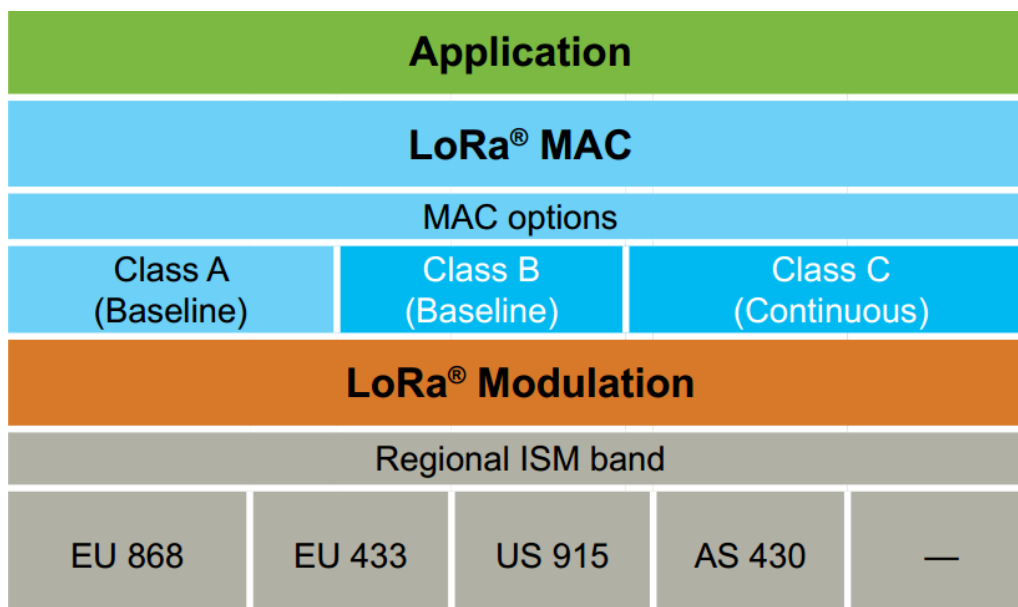 Application
LoRa® MAC
MAC options
Class A
(Baseline)
Class B
(Baseline)
Class C
(Continuous)
LoRa® Modulation
Regional ISM band
EU 868
EU 433
US 915
AS 430
—